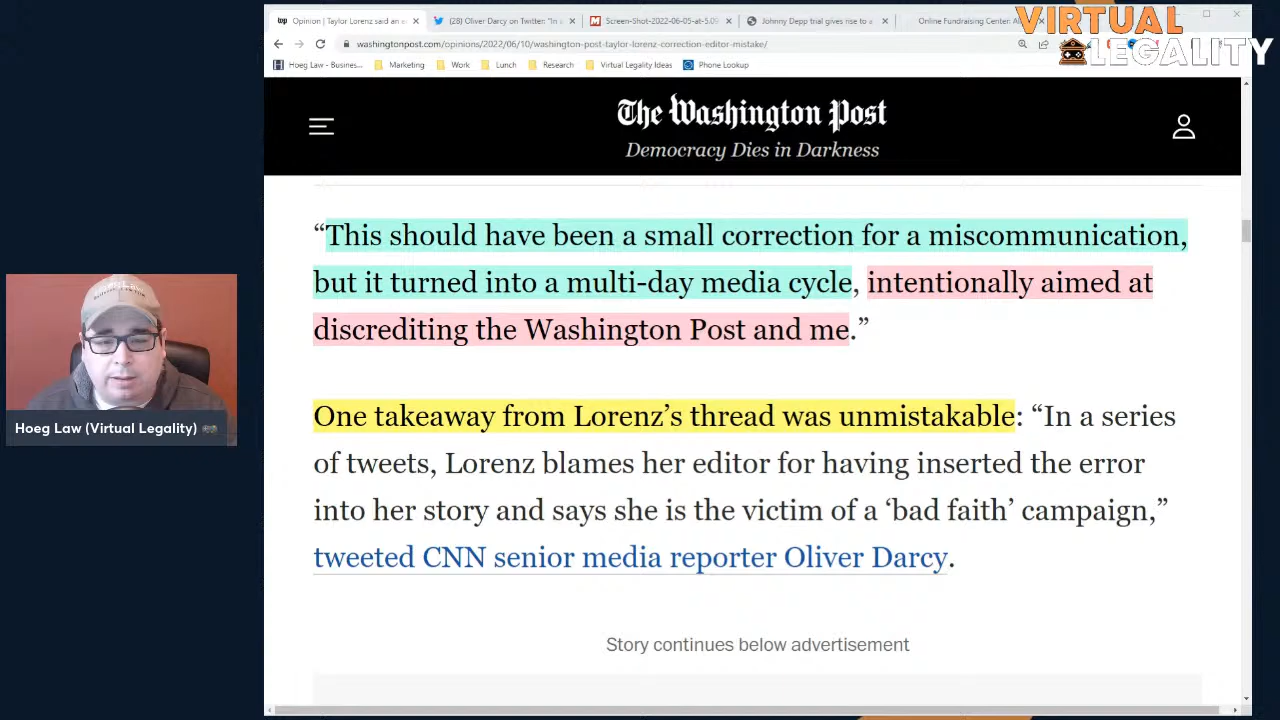 Opinion | Taylor Lorenz said an e
(28) Oliver Darcy on Twitter: "In a
Screen-Shot-2022-06-05-at-5.09
Johnny Depp trial gives rise to a
Online Fundraising Center: A
VIRTUAL
LEGALITY
washingtonpost.com/opinions/2022/06/10/washington-post-taylor-lorenz-correction-editor-mistake/
Hoeg Law - Busines...
Work
Lunch
Research
Virtual Legality Ideas
Phone Lookup
The Washington Post
Democracy Dies in Darkness
“This should have been a small correction for a miscommunication,
but it turned into a multi-day media cycle, intentionally aimed at
discrediting the Washington Post and me.”
One takeaway from Lorenz’s thread was unmistakable: “In a series
of tweets, Lorenz blames her editor for having inserted the error
into her story and says she is the victim of a ‘bad faith’ campaign,”
tweeted CNN senior media reporter Oliver Darcy.
Story continues below advertisement
Hoeg Law (Virtual Legality)